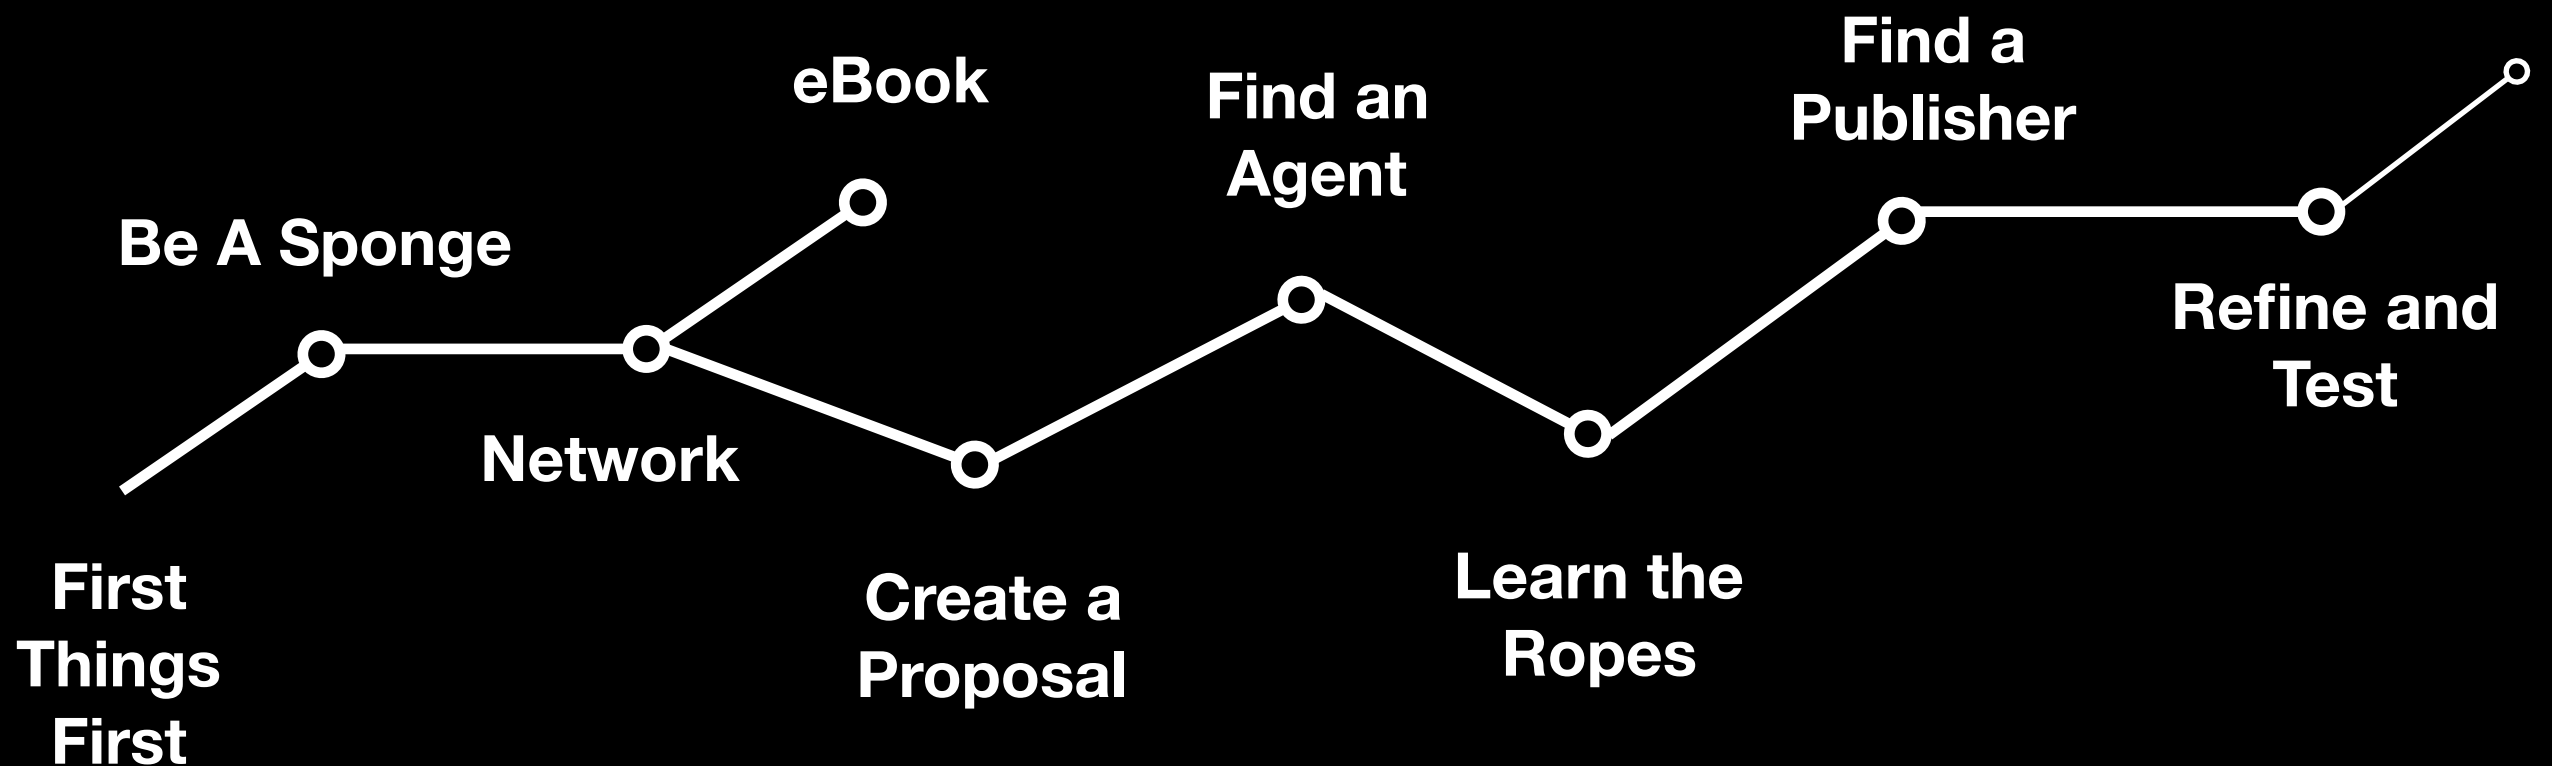 First
Things
First
Be A Sponge
Network
eBook
Create a
Proposal
Find an
Agent
Learn the
Ropes
Find a
Publisher
Refine and
Test